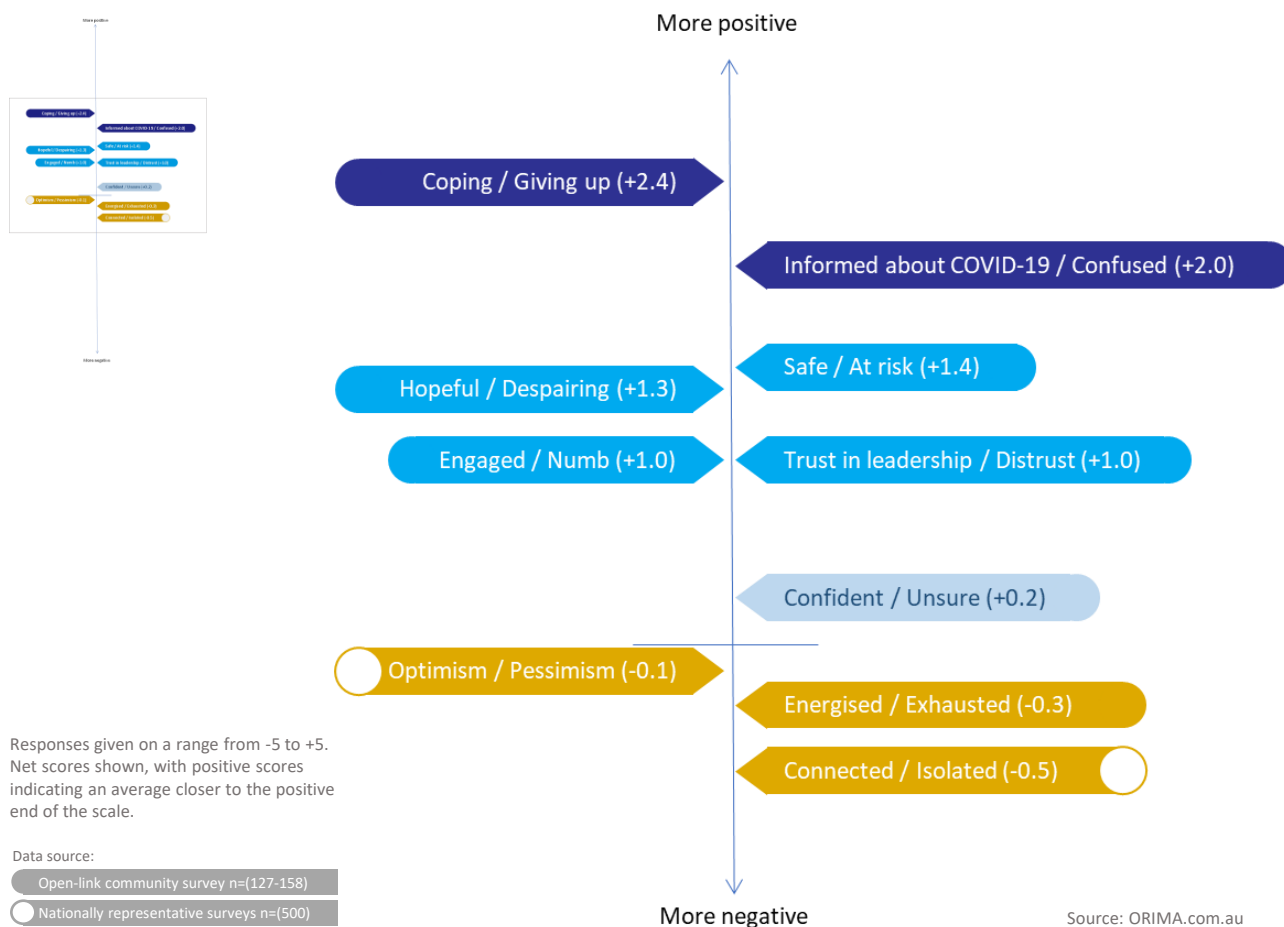 More positive
More negative
More positive
Coping / Giving up (+2.4)
Informed about COVID-19 / Confused (+2.0)
Safe / At risk (+1.4)
Hopeful / Despairing (+1.3)
Engaged / Numb (+1.0)
Trust in leadership / Distrust (+1.0)
Confident / Unsure (+0.2)
Optimism / Pessimism (-0.1)
Energised / Exhausted (-0.3)
Connected / Isolated (-0.5)
More negative
Responses given on a range from -5 to +5.
Net scores shown, with positive scores
indicating an average closer to the positive
end of the scale.
Data source:
Open-link community survey n=(127-158)
Nationally representative surveys n=(500)
Source: ORIMA.com.au